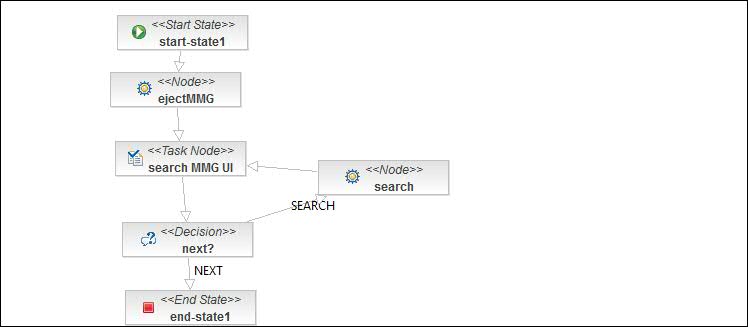 <<Start State>>
start-state1
<<Node>>
ejectMMG
<<Task Node>>
search MMG UI
<<Node>>
search
SEARCH
<<Decision>>
next?
NEXT
<<End State>>
end-state1